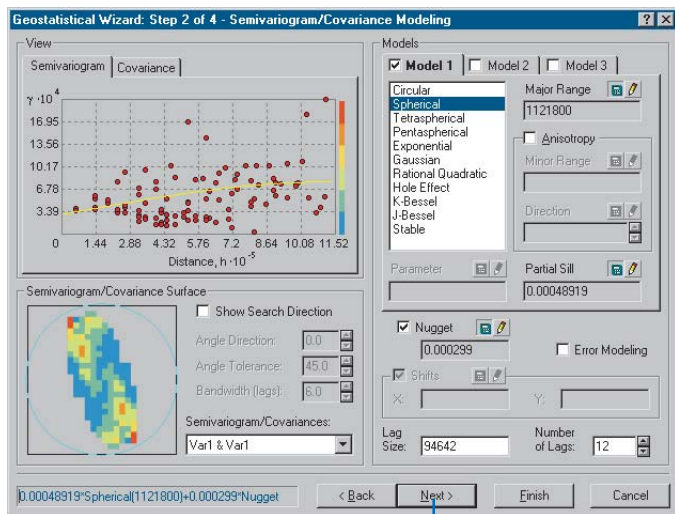 Geostatistical Wizard: Step 2 of 4 - Semivariogram/Covariance Modeling
View
Semivariogram
Covariance
γ ·10 4
16.95
13.56
10.17
6.78
3.39
0 1.44 2.88 4.32 5.76 7.2 8.64 10.08 11.52
Distance, h ·10 -5
Semivariogram/Covariance Surface
Show Search Direction
Angle Direction: 0.0
Angle Tolerance: 45.0
Bandwidth (lags): 6.0
Semivariogram/Covariances:
Var1 & Var1
Models
Model 1
Model 2
Model 3
Circular
Spherical
Tetraspherical
Pentaspherical
Exponential
Gaussian
Rational Quadratic
Hole Effect
K-Bessel
J-Bessel
Stable
Major Range
1121800
Anisotropy
Minor Range
Direction
Parameter
Partial Sill
0.00048919
Nugget
0.000299
Error Modeling
Shifts
X:
Y:
Lag Size: 94642
Number of Lags: 12
0.00048919*Spherical(1121800)+0.000299*Nugget
< Back
Next >
Finish
Cancel